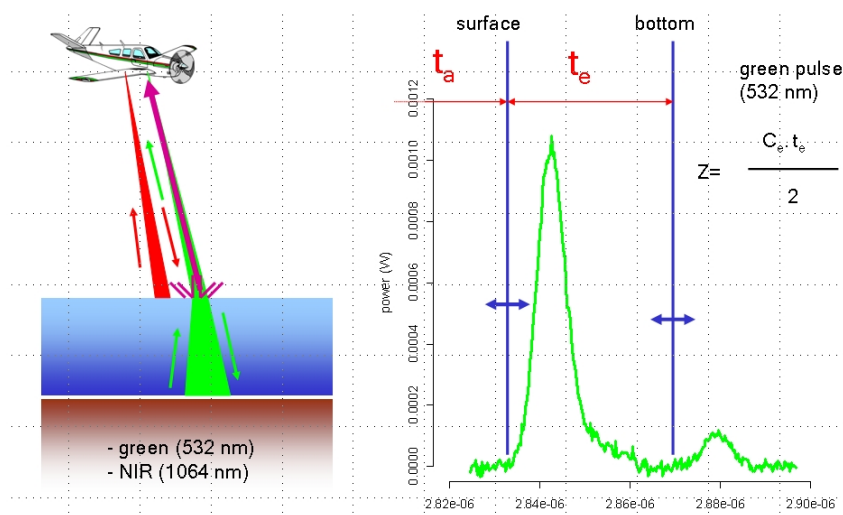 surface
bottom
ta
te
green pulse
(532 nm)
Z= Ce.te
2
power (W)
0.0012
0.0010
0.0008
0.0006
0.0004
0.0002
0.0000
2.82e-06
2.84e-06
2.86e-06
2.88e-06
2.90e-06
- green (532 nm)
- NIR (1064 nm)